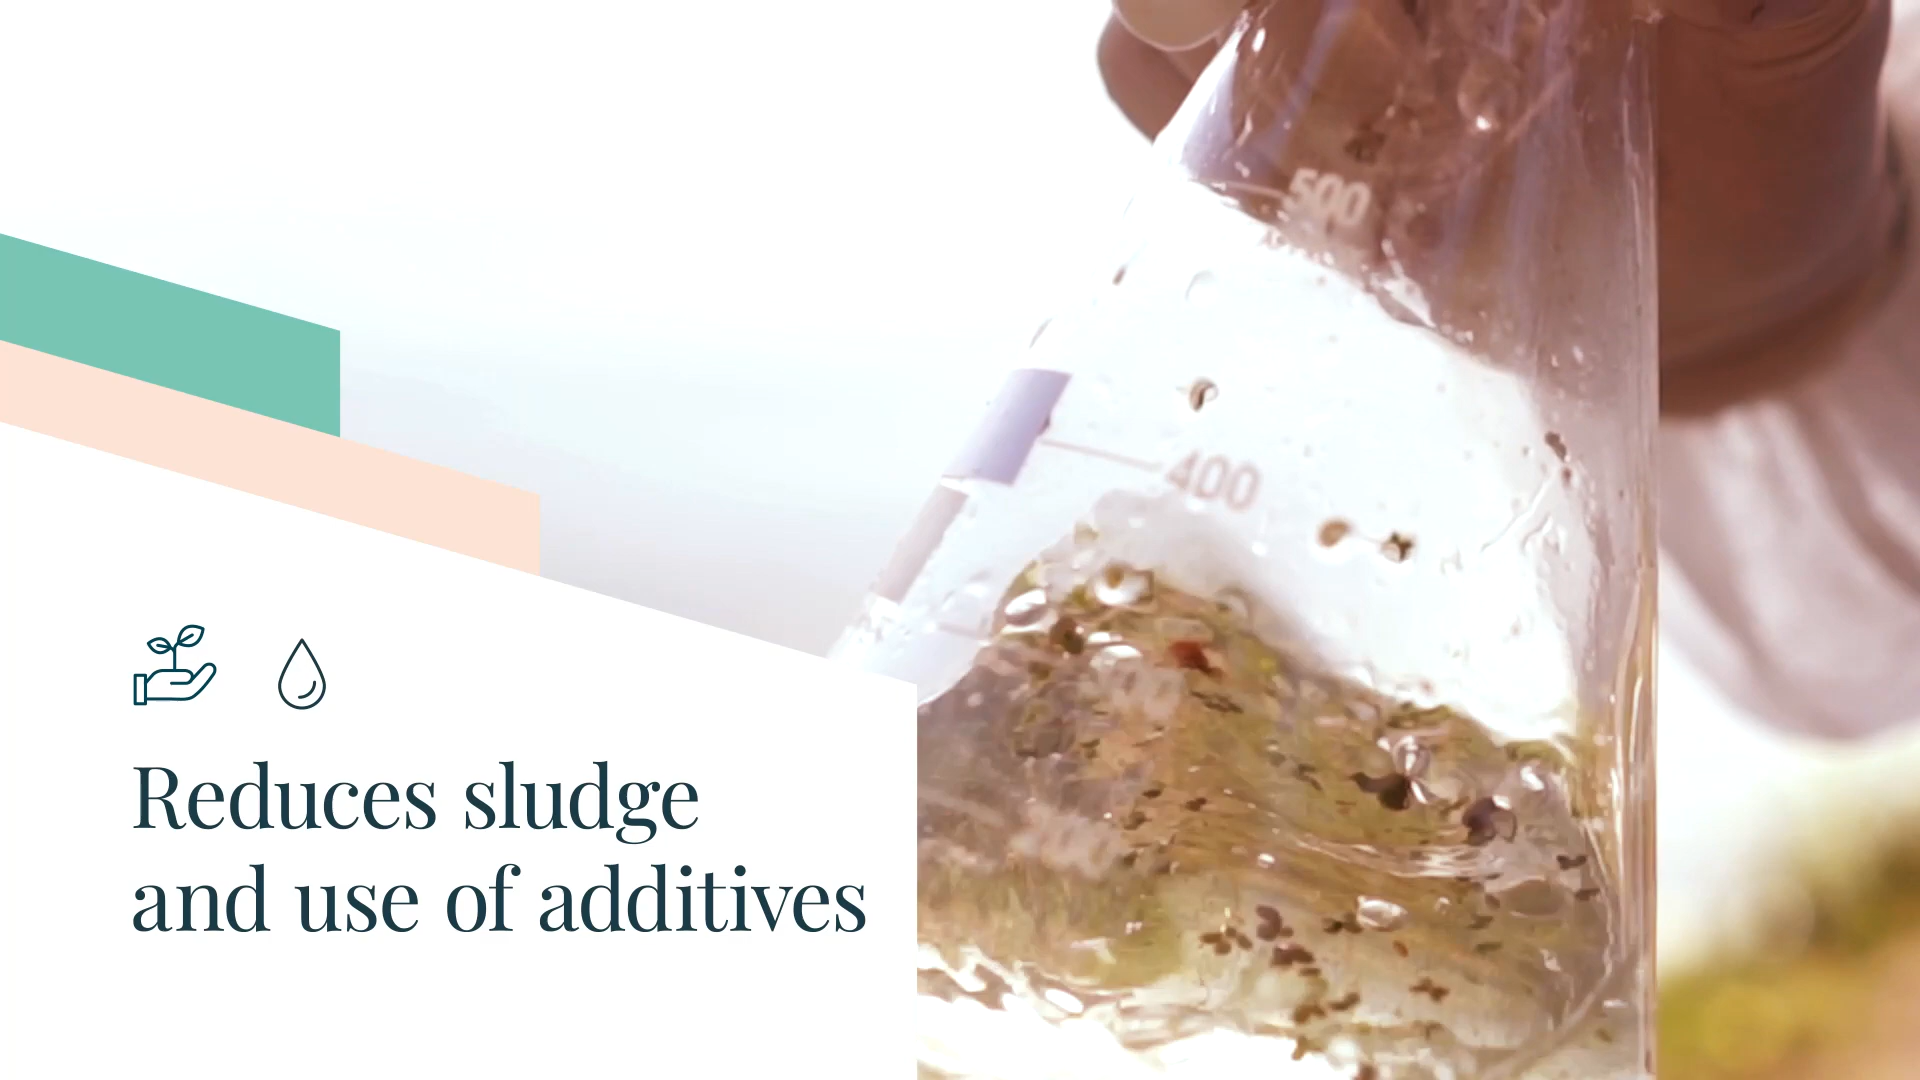 500
400
Reduces sludge
and use of additives